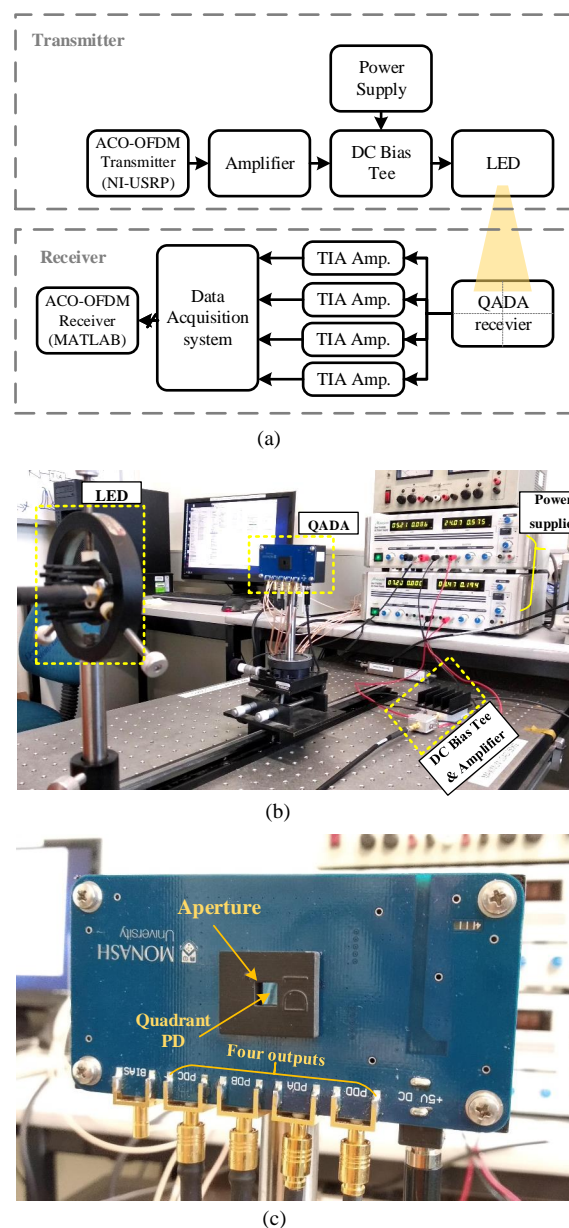 Transmitter
Power
Supply
ACO-OFDM
Transmitter
(NI-USRP)
Amplifier
DC Bias
Tee
LED
Receiver
ACO-OFDM
Receiver
(MATLAB)
Data
Acquisition
system
TIA Amp.
TIA Amp.
TIA Amp.
TIA Amp.
QADA
recevier
(a)
LED
QADA
Power
supplie
DC Bias Tee
& Amplifier
(b)
MONASH
University
Aperture
Quadrant
PD
Four outputs
BIAS
PDC
PDB
PDA
PDD
+5V DC
(c)